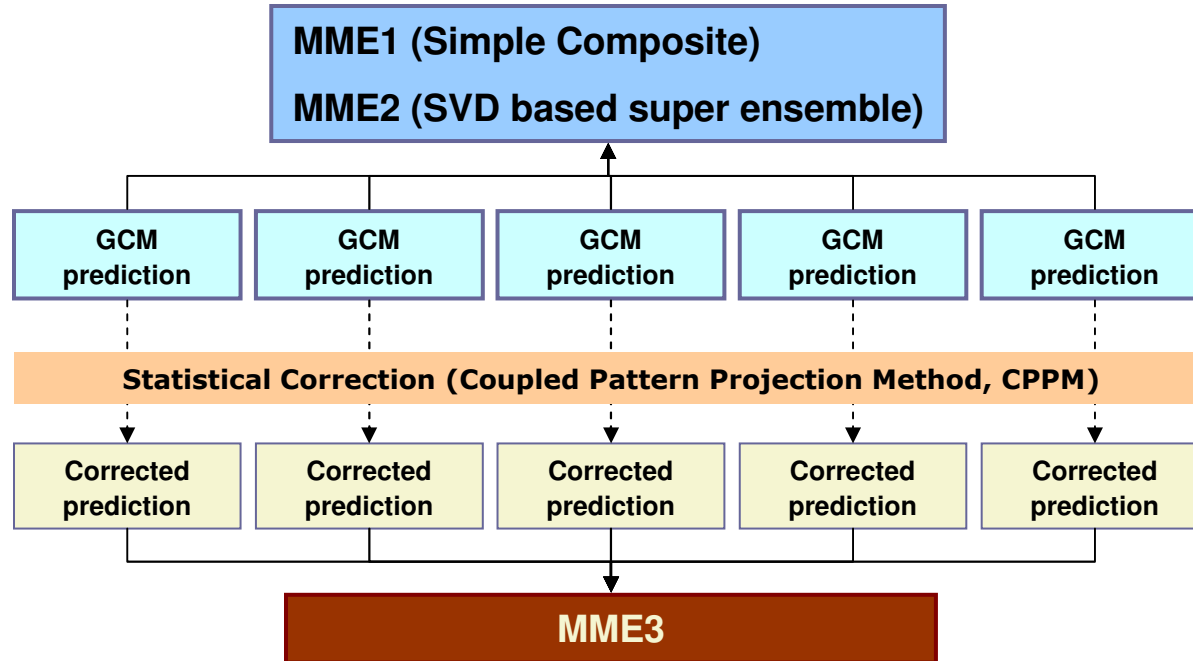 MME1 (Simple Composite)
MME2 (SVD based super ensemble)
GCM
prediction
GCM
prediction
GCM
prediction
GCM
prediction
GCM
prediction
Statistical Correction (Coupled Pattern Projection Method, CPPM)
Corrected
prediction
Corrected
prediction
Corrected
prediction
Corrected
prediction
Corrected
prediction
MME3